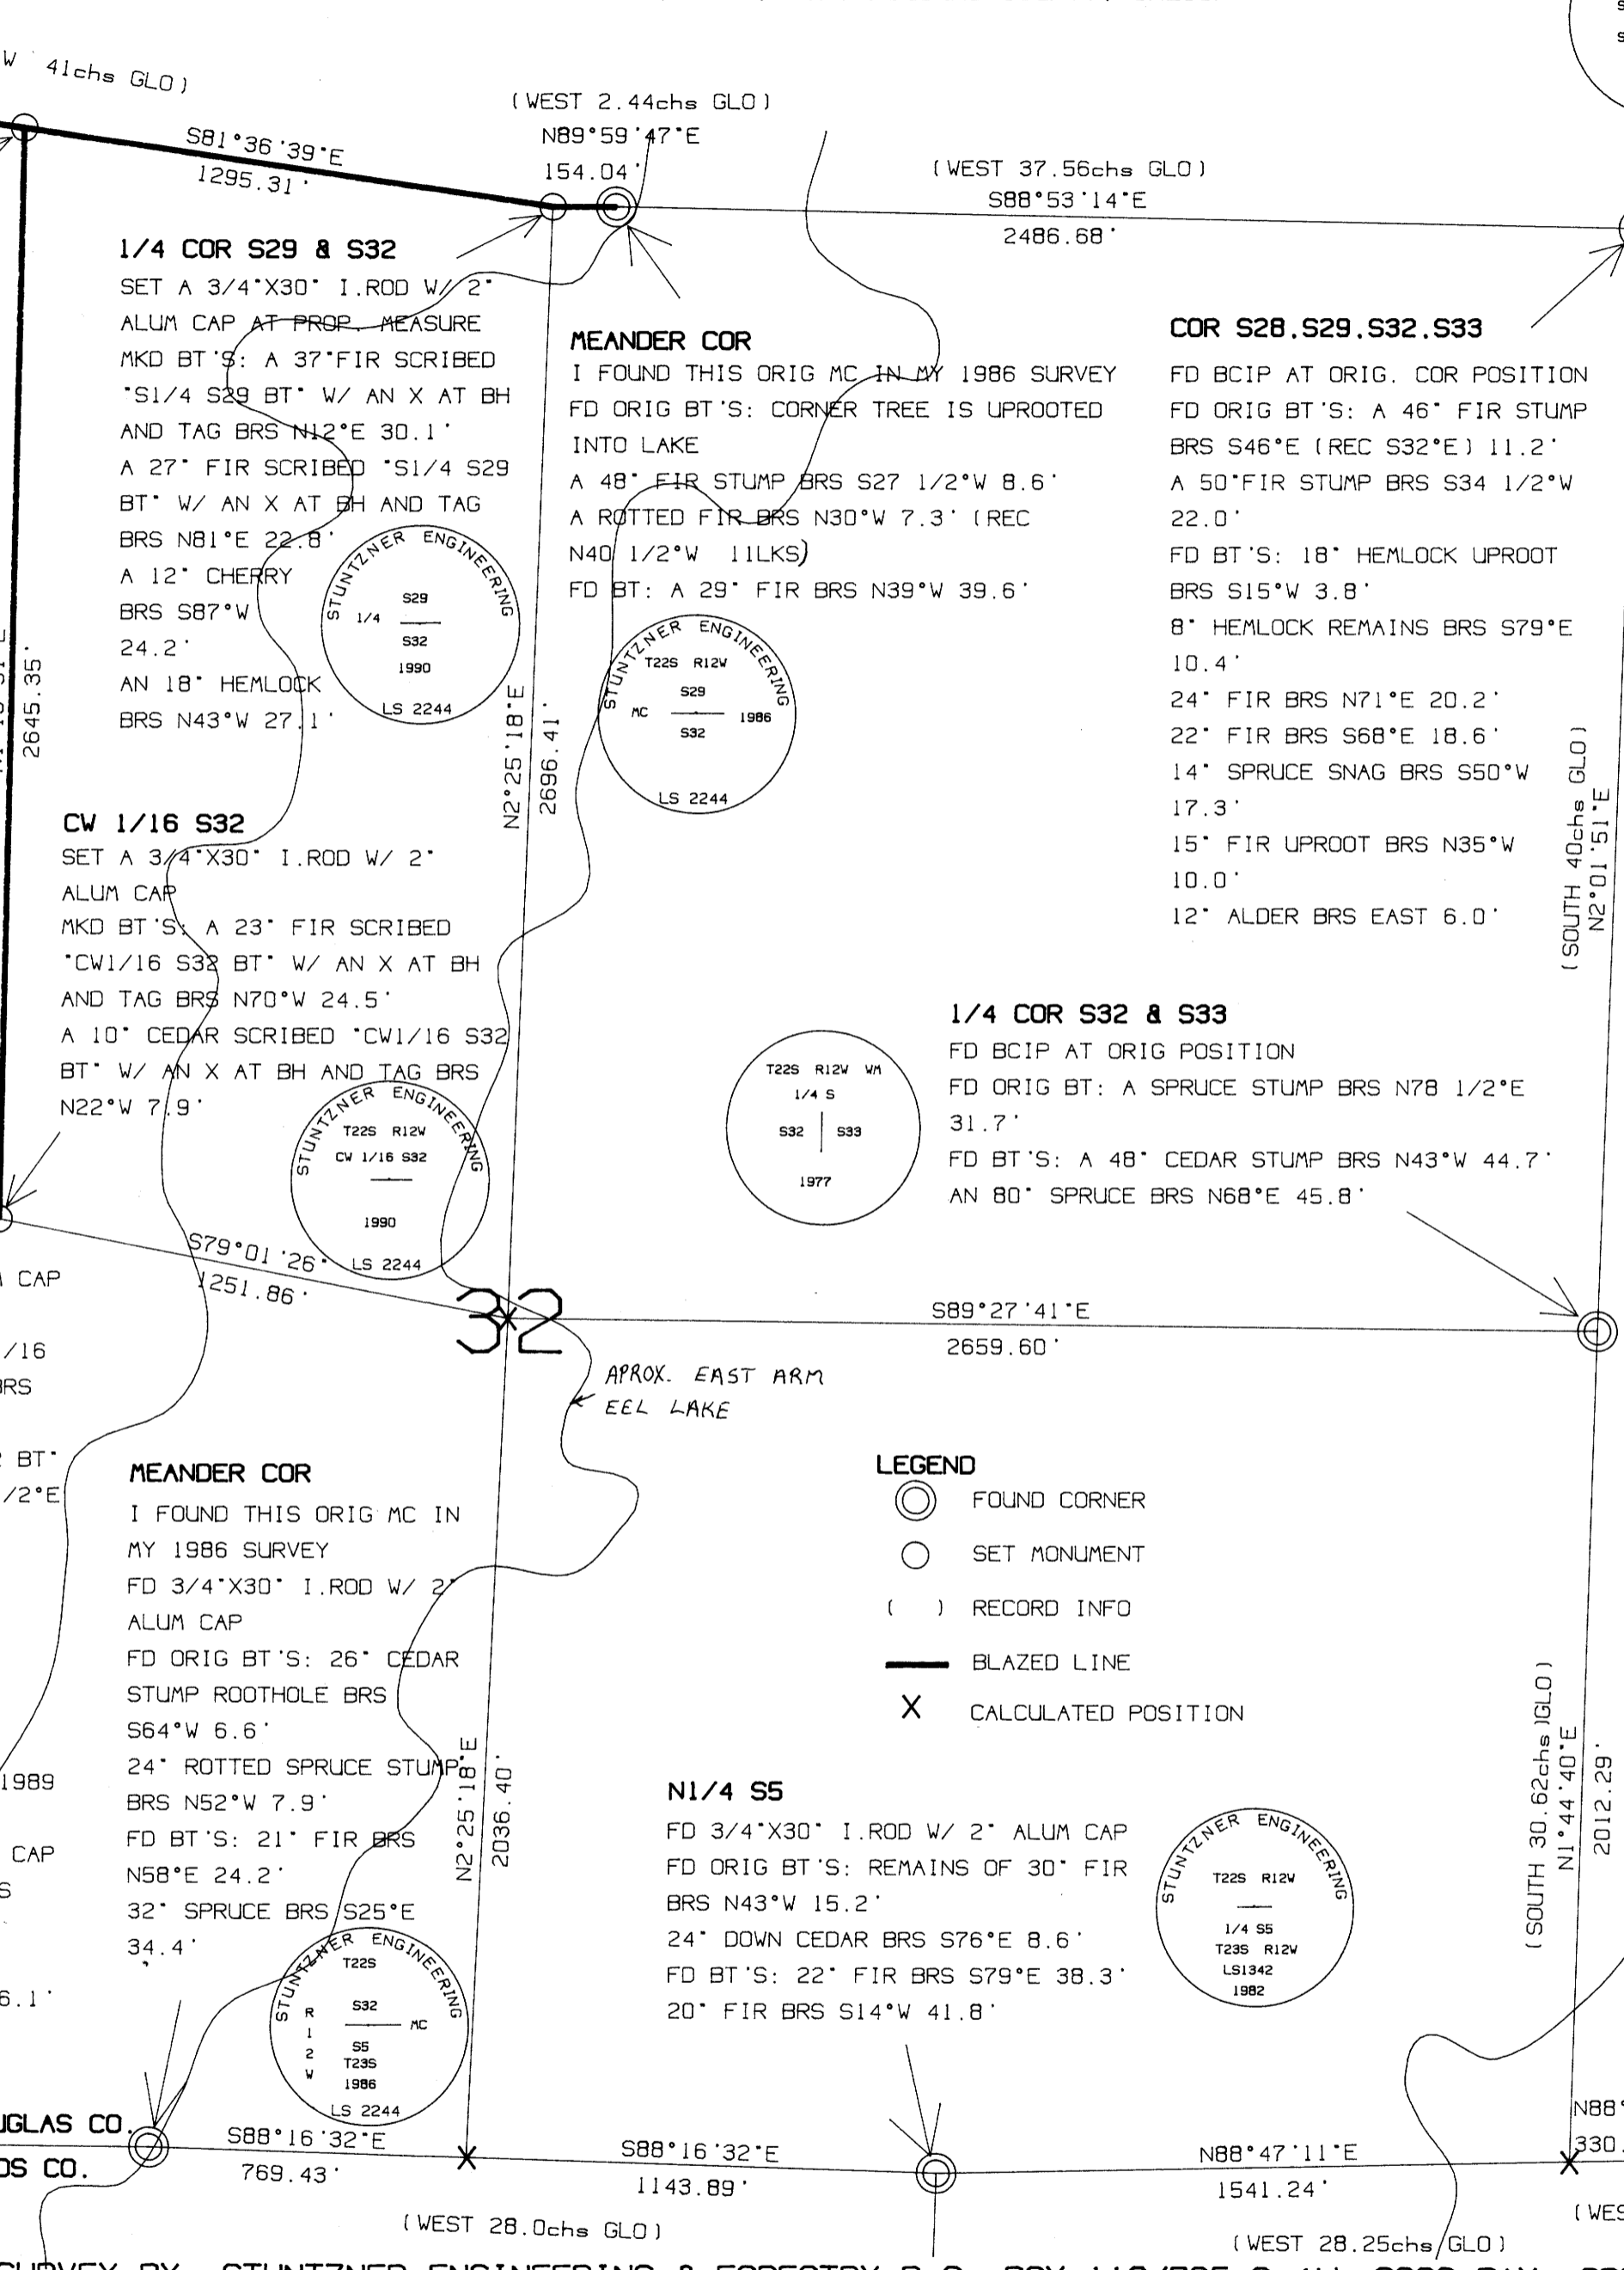 W 41chs GLO)
(WEST 2.44chs GLO)
S81°36'39"E
1295.31'
N89°59'47"E
154.04'
(WEST 37.56chs GLO)
S88°53'14"E
2486.68'
1/4 COR S29 & S32
SET A 3/4"X30" I.ROD W/ 2"
ALUM CAP AT PROP. MEASURE
MKD BT'S: A 37"FIR SCRIBED
"S1/4 S29 BT" W/ AN X AT BH
AND TAG BRS N12°E 30.1'
A 27" FIR SCRIBED "S1/4 S29
BT" W/ AN X AT BH AND TAG
BRS N81°E 22.8'
A 12" CHERRY
BRS S87°W
24.2'
AN 18" HEMLOCK
BRS N43°W 27.1'
STUNTZNER ENGINEERING
S29
1/4
S32
1990
LS 2244
MEANDER COR
I FOUND THIS ORIG MC IN MY 1986 SURVEY
FD ORIG BT'S: CORNER TREE IS UPROOTED
INTO LAKE
A 48" FIR STUMP BRS S27 1/2°W 8.6'
A ROTTED FIR BRS N30°W 7.3' (REC
N40 1/2°W 11LKS)
FD BT: A 29" FIR BRS N39°W 39.6'
STUNTZNER ENGINEERING
T22S R12W
S29
MC 1986
S32
LS 2244
COR S28.S29.S32.S33
FD BCIP AT ORIG. COR POSITION
FD ORIG BT'S: A 46" FIR STUMP
BRS S46°E (REC S32°E) 11.2'
A 50"FIR STUMP BRS S34 1/2°W
22.0'
FD BT'S: 18" HEMLOCK UPROOT
BRS S15°W 3.8'
8" HEMLOCK REMAINS BRS S79°E
10.4'
24" FIR BRS N71°E 20.2'
22" FIR BRS S68°E 18.6'
14" SPRUCE SNAG BRS S50°W
17.3'
15" FIR UPROOT BRS N35°W
10.0'
12" ALDER BRS EAST 6.0'
2645.35'
N2°25'18"E
2696.41'
(SOUTH 40chs GLO)
N2°01'51"E
CW 1/16 S32
SET A 3/4"X30" I.ROD W/ 2"
ALUM CAP
MKD BT'S: A 23" FIR SCRIBED
"CW1/16 S32 BT" W/ AN X AT BH
AND TAG BRS N70°W 24.5'
A 10" CEDAR SCRIBED "CW1/16 S32
BT" W/ AN X AT BH AND TAG BRS
N22°W 7.9'
STUNTZNER ENGINEERING
T22S R12W
CW 1/16 S32
1990
LS 2244
1/4 COR S32 & S33
FD BCIP AT ORIG POSITION
FD ORIG BT: A SPRUCE STUMP BRS N78 1/2°E
31.7'
FD BT'S: A 48" CEDAR STUMP BRS N43°W 44.7'
AN 80" SPRUCE BRS N68°E 45.8'
T22S R12W WM
1/4 S
S32 S33
1977
S79°01'26"
1251.86'
32
S89°27'41"E
2659.60'
APROX. EAST ARM
EEL LAKE
CAP
/16
BRS
BT"
/2°E
1989
CAP
S
6.1'
MEANDER COR
I FOUND THIS ORIG MC IN
MY 1986 SURVEY
FD 3/4"X30" I.ROD W/ 2"
ALUM CAP
FD ORIG BT'S: 26" CEDAR
STUMP ROOTHOLE BRS
S64°W 6.6'
24" ROTTED SPRUCE STUMP
BRS N52°W 7.9'
FD BT'S: 21" FIR BRS
N58°E 24.2'
32" SPRUCE BRS S25°E
34.4'
STUNTZNER ENGINEERING
T22S
R12W
S32
MC
S5
T23S
1986
LS 2244
LEGEND
FOUND CORNER
SET MONUMENT
( ) RECORD INFO
BLAZED LINE
X CALCULATED POSITION
N2°25'18"E
2036.40'
N1/4 S5
FD 3/4"X30" I.ROD W/ 2" ALUM CAP
FD ORIG BT'S: REMAINS OF 30" FIR
BRS N43°W 15.2'
24" DOWN CEDAR BRS S76°E 8.6'
FD BT'S: 22" FIR BRS S79°E 38.3'
20" FIR BRS S14°W 41.8'
STUNTZNER ENGINEERING
T22S R12W
1/4 S5
T23S R12W
LS1342
1982
(SOUTH 30.62chs )GLO)
N1°44'40"E
2012.29'
UGLAS CO.
OS CO.
S88°16'32"E
769.43'
S88°16'32"E
1143.89'
N88°47'11"E
1541.24'
N88°
330.
(WEST 28.0chs GLO)
(WEST 28.25chs GLO)
(WES